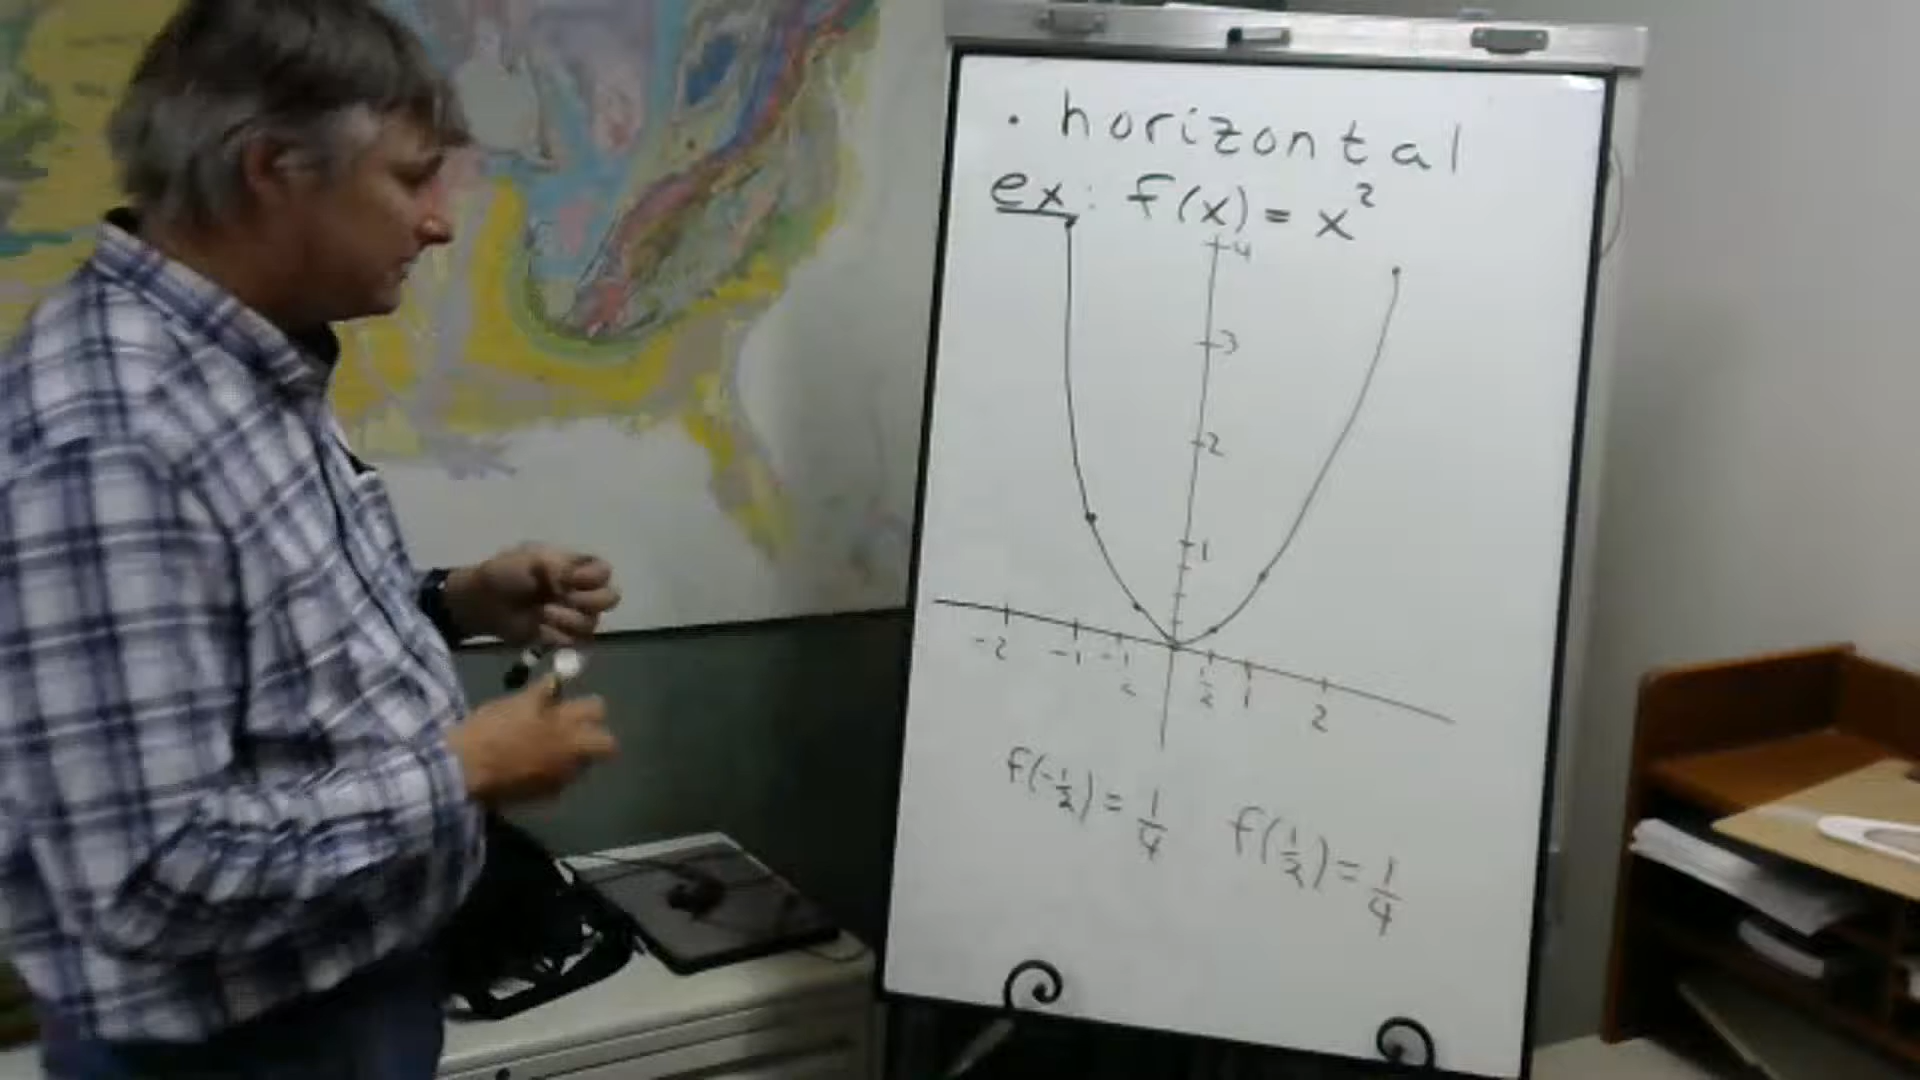 . horizontal
ex: f(x) = x²
4
3
2
1
-2 -1 -1/2 1/2 1 2
f(-1/2) = 1/4 f(1/2) = 1/4